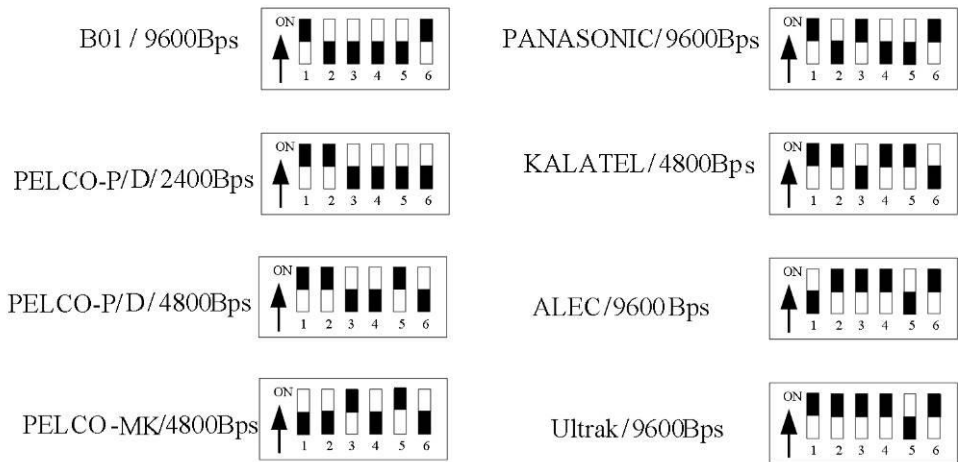 B01 / 9600Bps
ON
1 2 3 4 5 6
PELCO-P/D/2400Bps
ON
1 2 3 4 5 6
PELCO-P/D/4800Bps
ON
1 2 3 4 5 6
PELCO-MK/4800Bps
ON
1 2 3 4 5 6
PANASONIC/9600Bps
ON
1 2 3 4 5 6
KALATEL/4800Bps
ON
1 2 3 4 5 6
ALEC/9600Bps
ON
1 2 3 4 5 6
Ultrak/9600Bps
ON
1 2 3 4 5 6